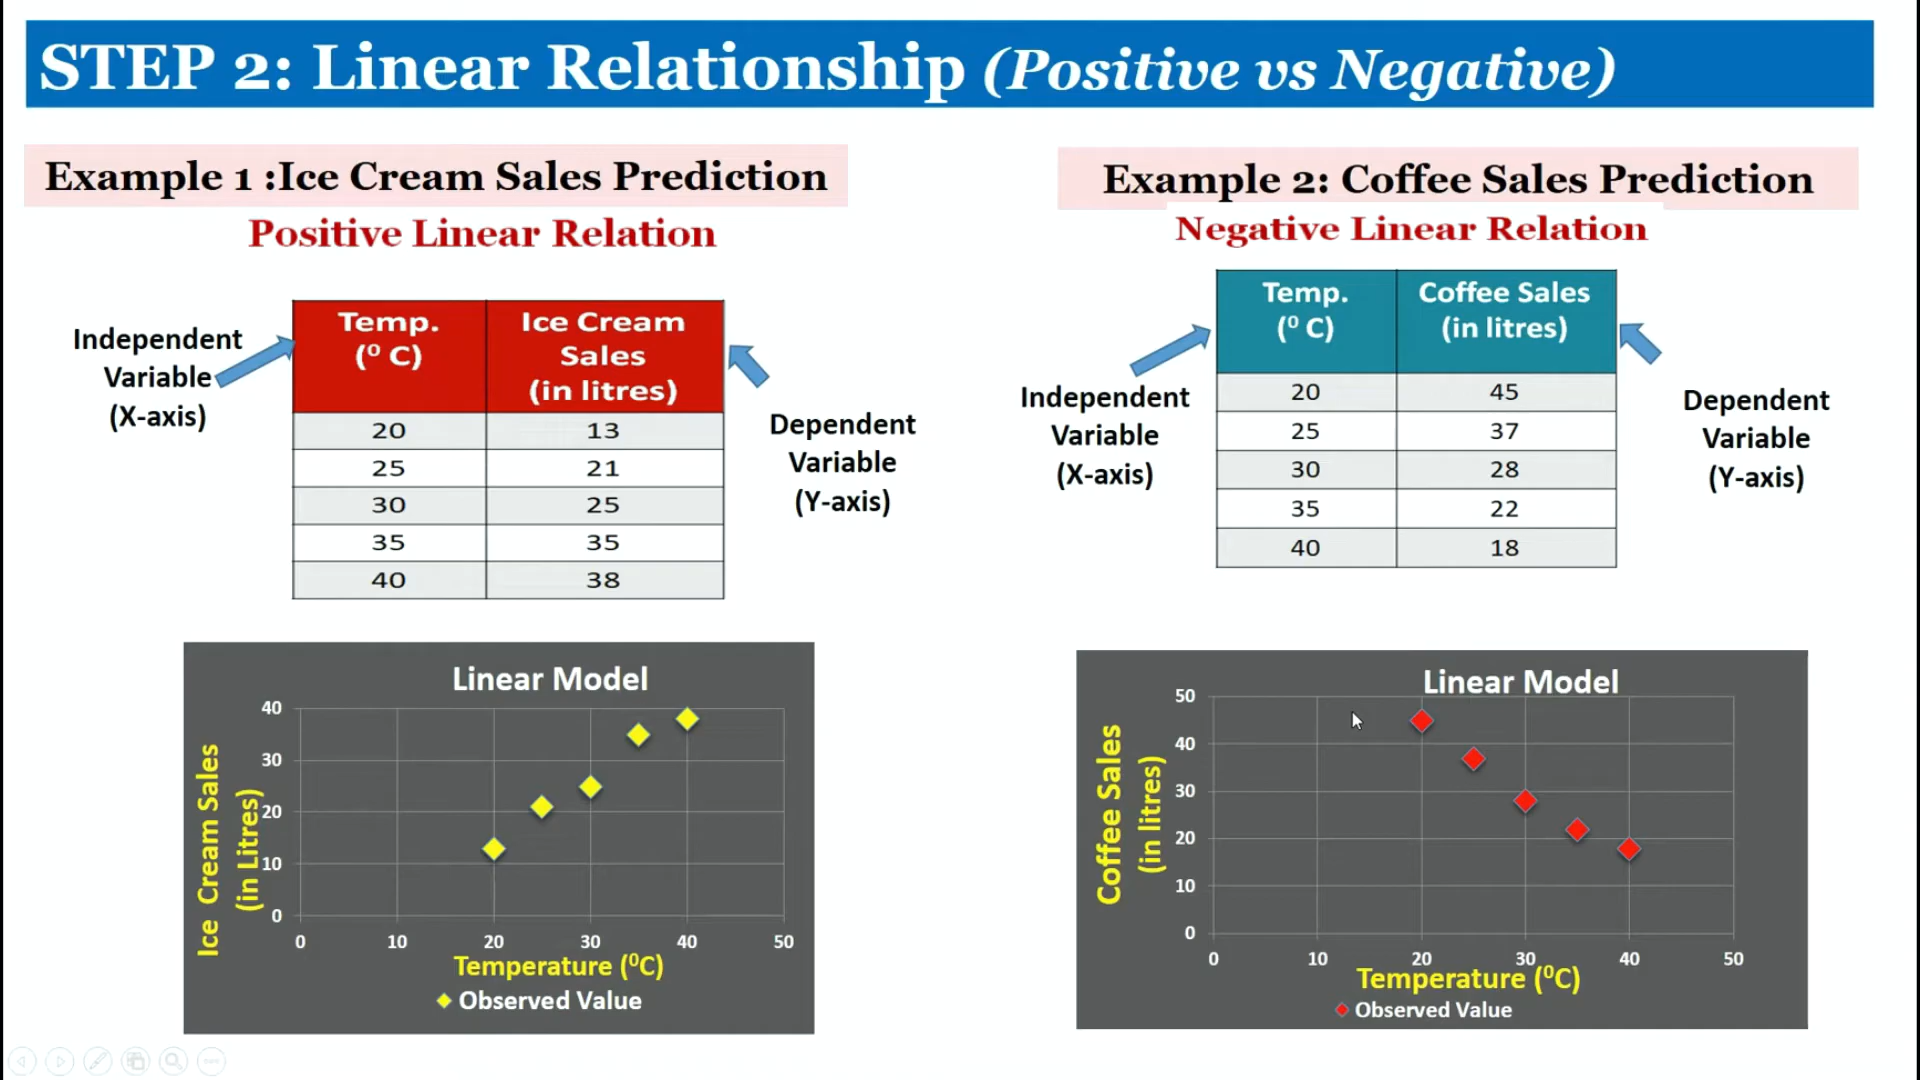 STEP 2: Linear Relationship (Positive vs Negative)
Example 1 :Ice Cream Sales Prediction
Positive Linear Relation
Independent
Variable
(X-axis)
Temp.
(⁰ C)
Ice Cream
Sales
(in litres)
20 13
25 21
30 25
35 35
40 38
Dependent
Variable
(Y-axis)
Linear Model
Ice Cream Sales
(in Litres)
40
30
20
10
0
0 10 20 30 40 50
Temperature (⁰C)
Observed Value
Example 2: Coffee Sales Prediction
Negative Linear Relation
Independent
Variable
(X-axis)
Temp.
(⁰ C)
Coffee Sales
(in litres)
20 45
25 37
30 28
35 22
40 18
Dependent
Variable
(Y-axis)
Linear Model
Coffee Sales
(in litres)
50
40
30
20
10
0
0 10 20 30 40 50
Temperature (⁰C)
Observed Value